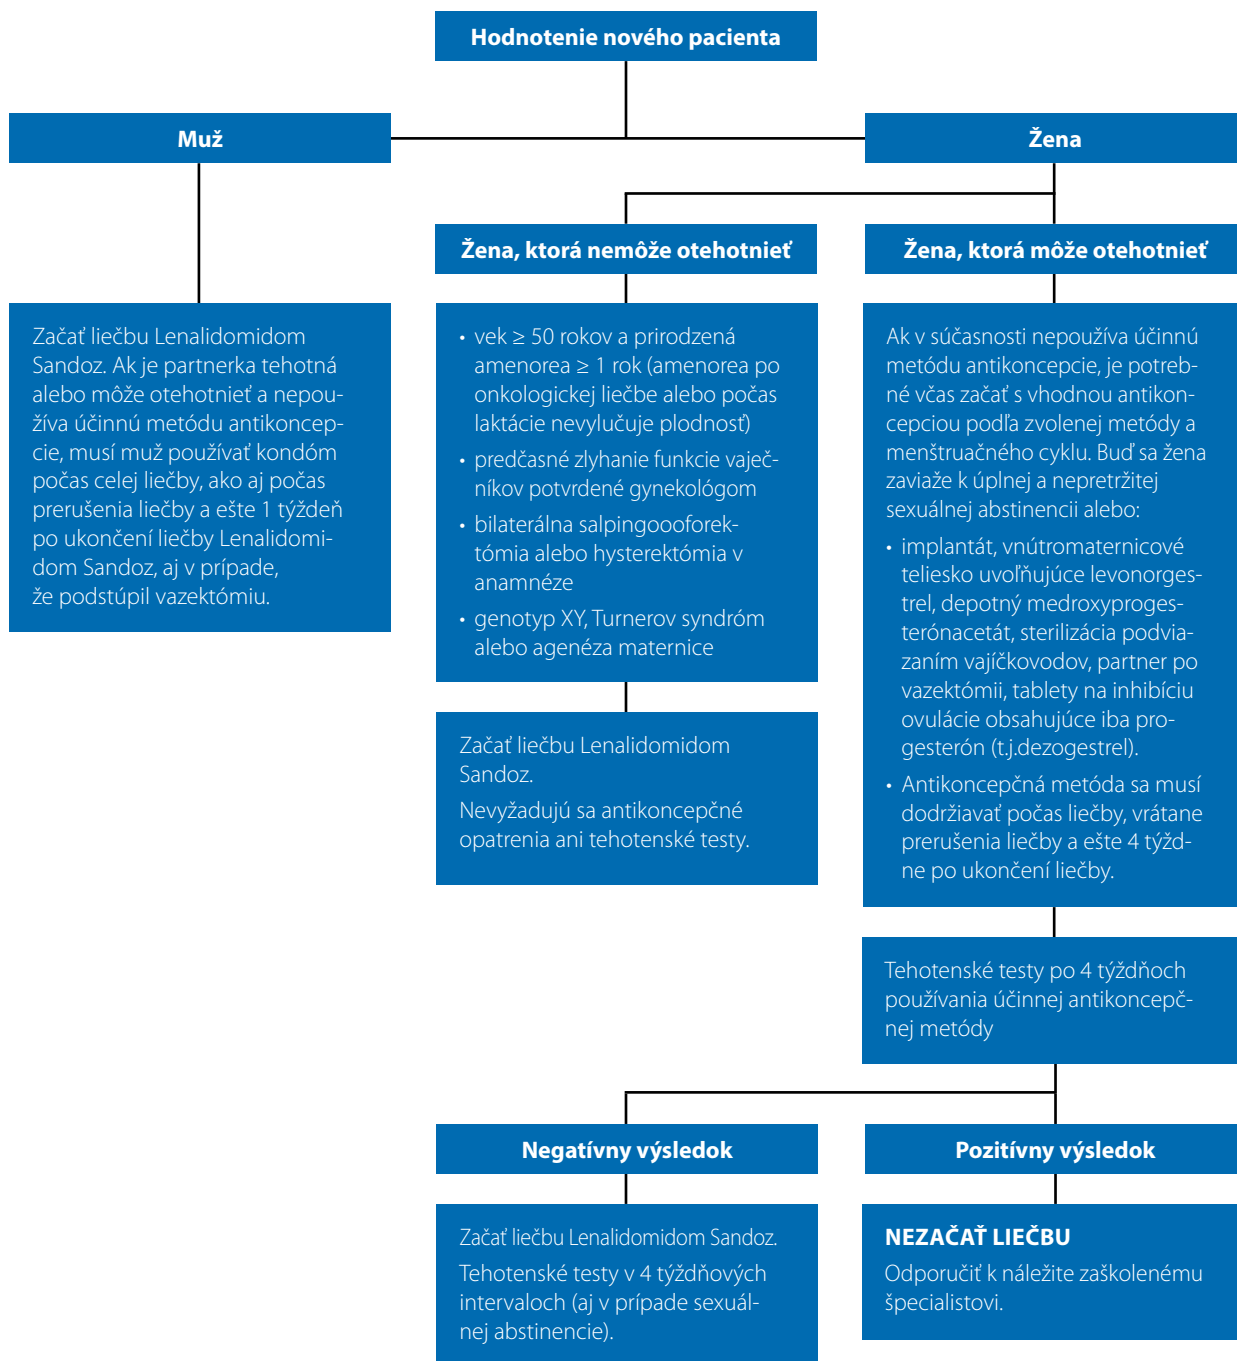 Hodnotenie nového pacienta
Muž
Žena
Žena, ktorá nemôže otehotnieť
Žena, ktorá môže otehotnieť
Začať liečbu Lenalidomidom
Sandoz. Ak je partnerka tehotná
alebo môže otehotnieť a nepou-
žíva účinnú metódu antikoncep-
cie, musí muž používať kondóm
počas celej liečby, ako aj počas
prerušenia liečby a ešte 1 týždeň
po ukončení liečby Lenalidomi-
dom Sandoz, aj v prípade,
že podstúpil vazektómiu.
• vek ≥ 50 rokov a prirodzená
amenorea ≥ 1 rok (amenorea po
onkologickej liečbe alebo počas
laktácie nevylučuje plodnosť)
• predčasné zlyhanie funkcie vaječ-
níkov potvrdené gynekológom
• bilaterálna salpingoooforek-
tómia alebo hysterektómia v
anamnéze
• genotyp XY, Turnerov syndróm
alebo agenéza maternice
Začať liečbu Lenalidomidom
Sandoz.
Nevyžadujú sa antikoncepčné
opatrenia ani tehotenské testy.
Ak v súčasnosti nepoužíva účinnú
metódu antikoncepcie, je potreb-
né včas začať s vhodnou antikon-
cepciou podľa zvolenej metódy a
menštruačného cyklu. Buď sa žena
zaviaže k úplnej a nepretržitej
sexuálnej abstinencii alebo:
• implantát, vnútromaternicové
teliesko uvoľňujúce levonorges-
trel, depotný medroxyproges-
terónacetát, sterilizácia podvia-
zaním vajíčkovodov, partner po
vazektómii, tablety na inhibíciu
ovulácie obsahujúce iba pro-
gesterón (t.j.dezogestrel).
• Antikoncepčná metóda sa musí
dodržiavať počas liečby, vrátane
prerušenia liečby a ešte 4 týžd-
ne po ukončení liečby.
Tehotenské testy po 4 týždňoch
používania účinnej antikoncepč-
nej metódy
Negatívny výsledok
Pozitívny výsledok
Začať liečbu Lenalidomidom Sandoz.
Tehotenské testy v 4 týždňových
intervaloch (aj v prípade sexuál-
nej abstinencie).
NEZAČAŤ LIEČBU
Odporučiť k náležite zaškolenému
špecialistovi.